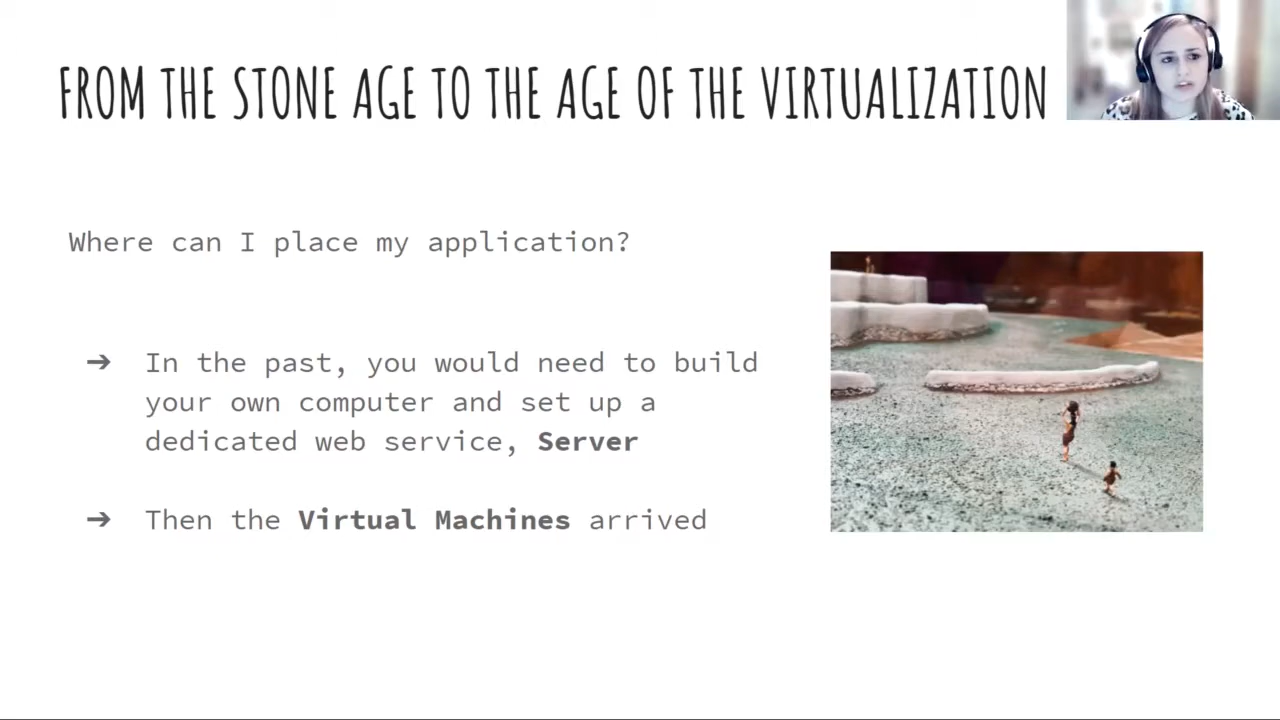 FROM THE STONE AGE TO THE AGE OF THE VIRTUALIZATION
Where can I place my application?
➔ In the past, you would need to build
your own computer and set up a
dedicated web service, Server
➔ Then the Virtual Machines arrived